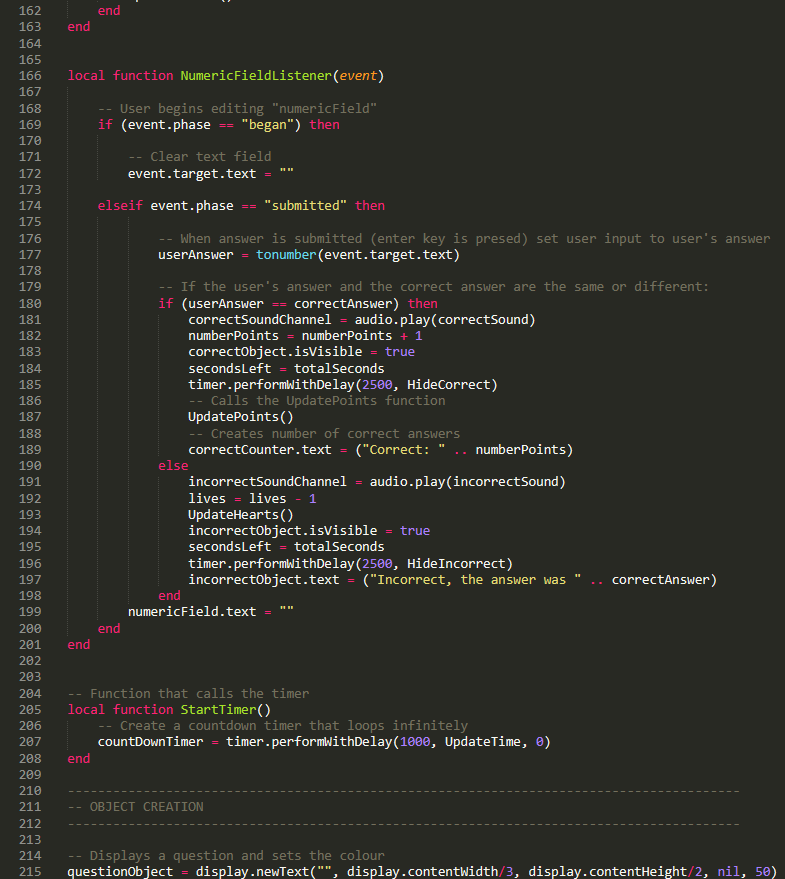 162 end
163 end
164
165
166 local function NumericFieldListener(event)
167
168 -- User begins editing "numericField"
169 if (event.phase == "began") then
170
171 -- Clear text field
172 event.target.text = ""
173
174 elseif event.phase == "submitted" then
175
176 -- When answer is submitted (enter key is presed) set user input to user's answer
177 userAnswer = tonumber(event.target.text)
178
179 -- If the user's answer and the correct answer are the same or different:
180 if (userAnswer == correctAnswer) then
181 correctSoundChannel = audio.play(correctSound)
182 numberPoints = numberPoints + 1
183 correctObject.isVisible = true
184 secondsLeft = totalSeconds
185 timer.performWithDelay(2500, HideCorrect)
186 -- Calls the UpdatePoints function
187 UpdatePoints()
188 -- Creates number of correct answers
189 correctCounter.text = ("Correct: " .. numberPoints)
190 else
191 incorrectSoundChannel = audio.play(incorrectSound)
192 lives = lives - 1
193 UpdateHearts()
194 incorrectObject.isVisible = true
195 secondsLeft = totalSeconds
196 timer.performWithDelay(2500, HideIncorrect)
197 incorrectObject.text = ("Incorrect, the answer was " .. correctAnswer)
198 end
199 numericField.text = ""
200 end
201 end
202
203
204 -- Function that calls the timer
205 local function StartTimer()
206 -- Create a countdown timer that loops infinitely
207 countDownTimer = timer.performWithDelay(1000, UpdateTime, 0)
208 end
209
210 -----------------------------------------------------------------------------------------
211 -- OBJECT CREATION
212 -----------------------------------------------------------------------------------------
213
214 -- Displays a question and sets the colour
215 questionObject = display.newText("", display.contentWidth/3, display.contentHeight/2, nil, 50)